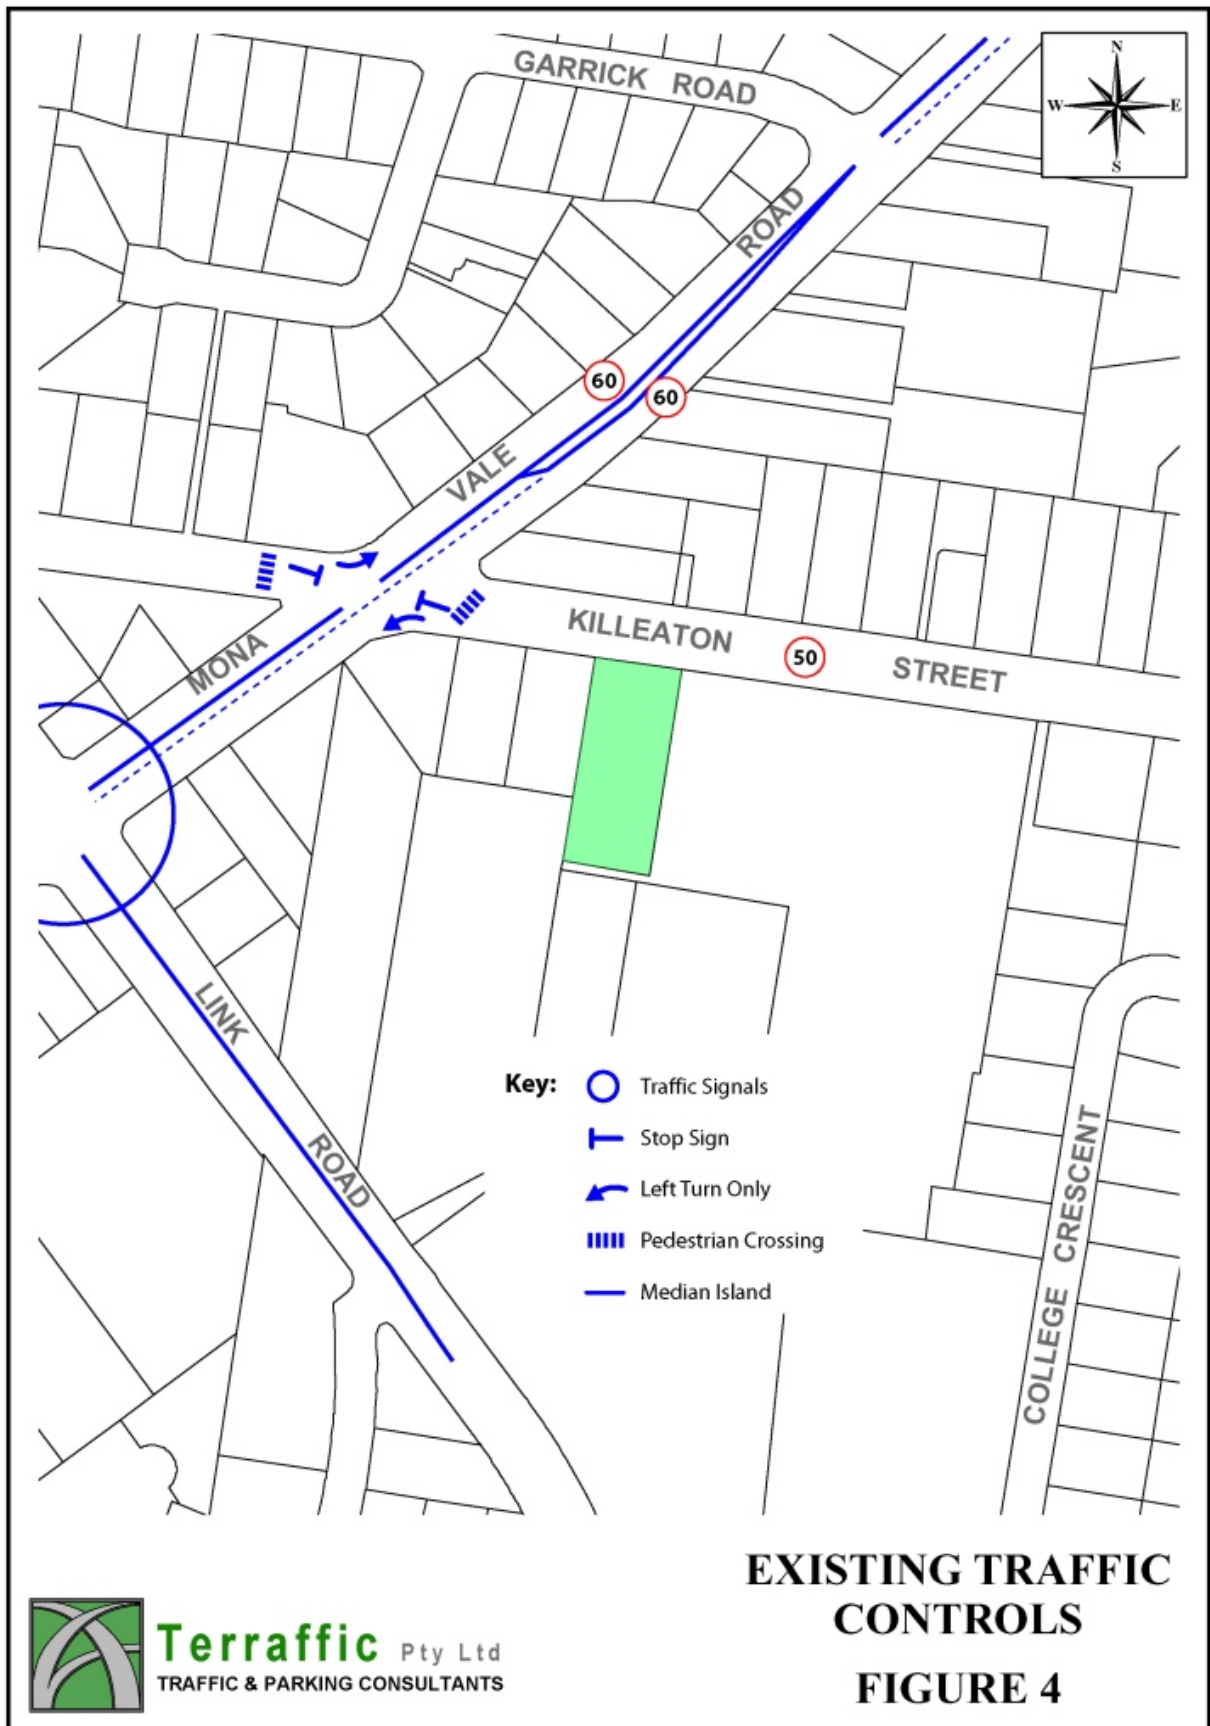 GARRICK ROAD
N
W E
S
ROAD
60
60
VALE
MONA
KILLEATON
50
STREET
LINK
ROAD
Key:
Traffic Signals
Stop Sign
Left Turn Only
Pedestrian Crossing
Median Island
COLLEGE CRESCENT
EXISTING TRAFFIC
CONTROLS
FIGURE 4
Terraffic Pty Ltd
TRAFFIC & PARKING CONSULTANTS